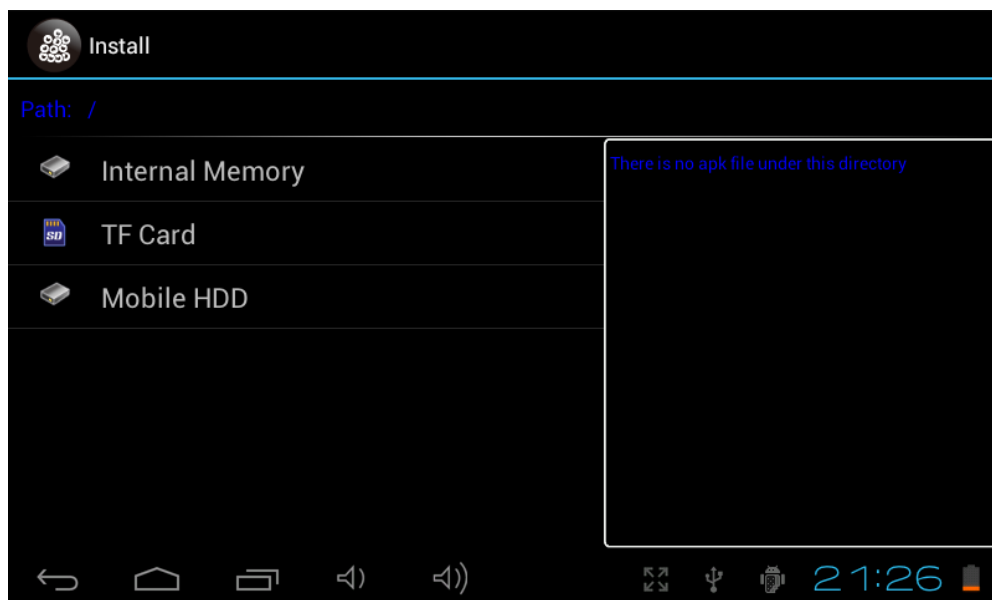 Install
Path: /
Internal Memory
There is no apk file under this directory
SD
TF Card
Mobile HDD
21:26